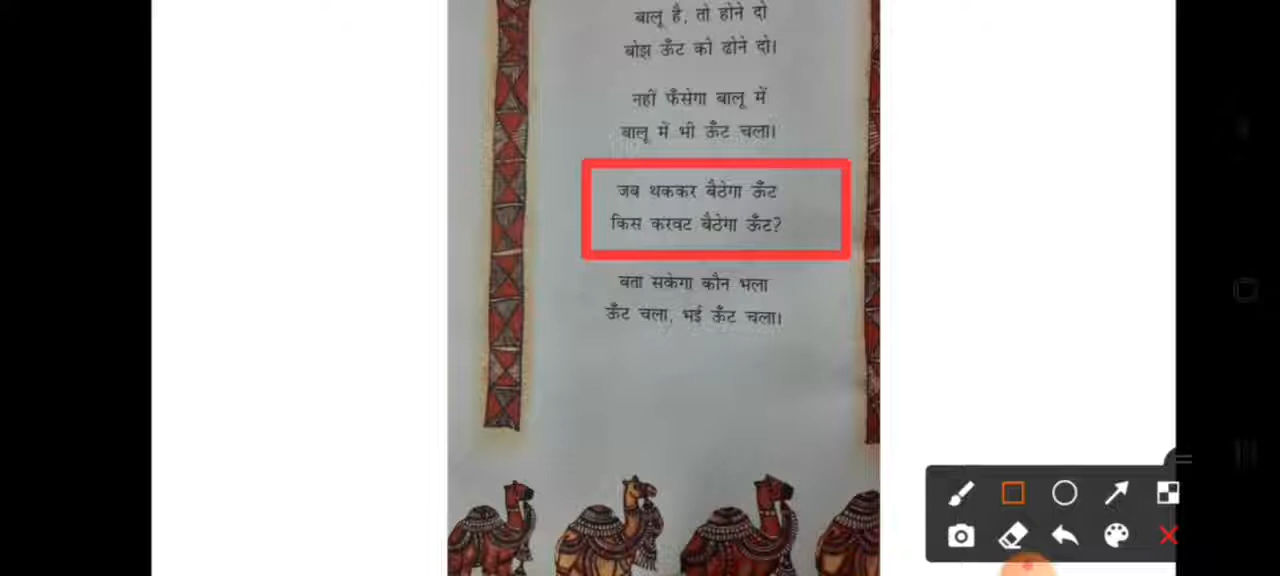 बालू है, तो होने दो
बोझ ऊँट को ढोने दो।
नहीं फँसेगा बालू में
बालू में भी ऊँट चला।
जब थककर बैठेगा ऊँट
किस करवट बैठेगा ऊँट?
बता सकेगा कौन भला
ऊँट चला, भई ऊँट चला।